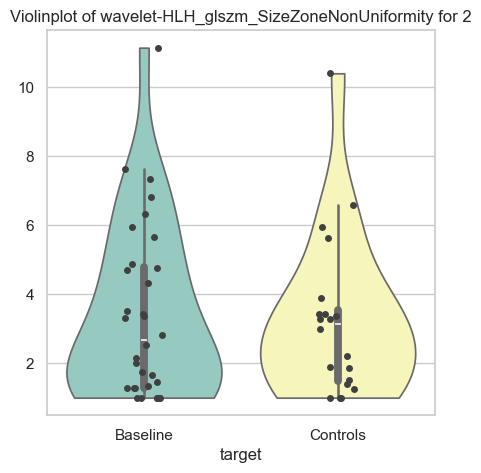 Violinplot of wavelet-HLH_glszm_SizeZoneNonUniformity for 2
10
8
6
4
2
Baseline Controls
target